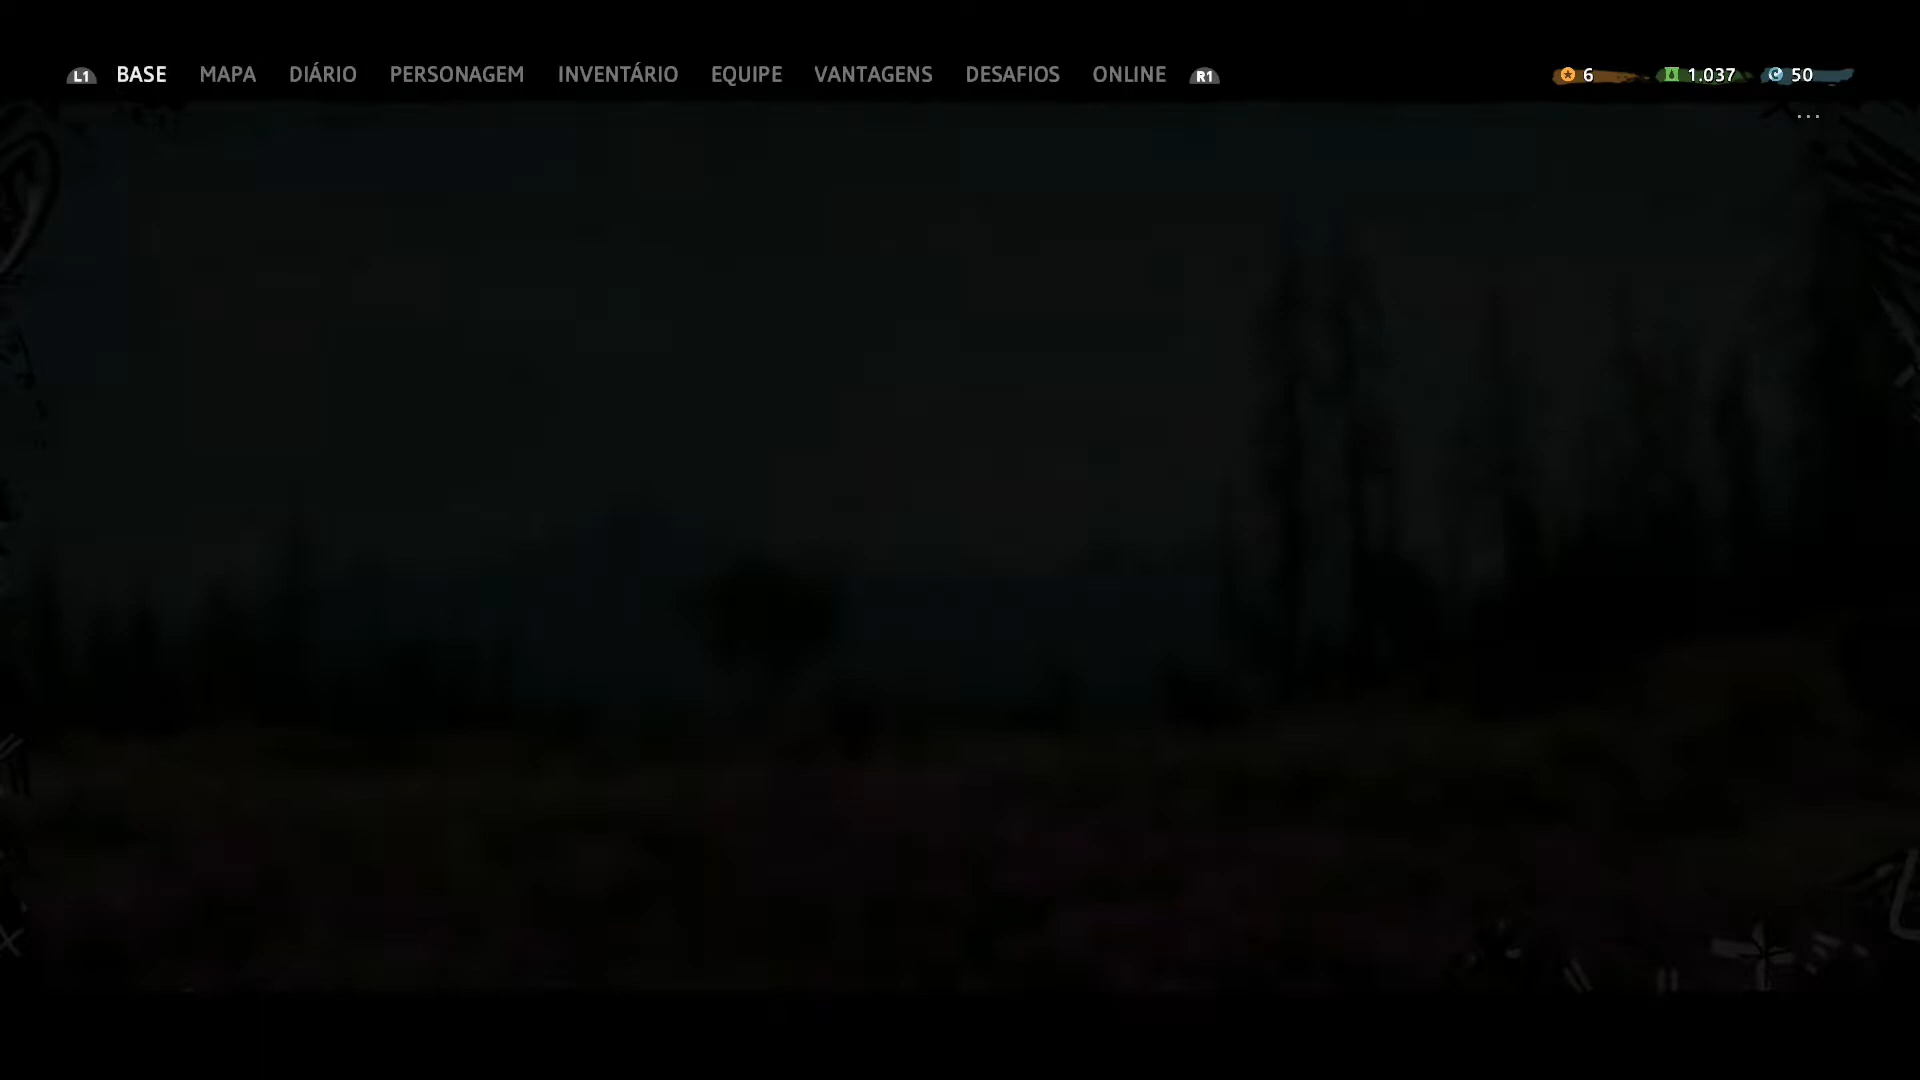 L1 BASE MAPA DIÁRIO PERSONAGEM INVENTÁRIO EQUIPE VANTAGENS DESAFIOS ONLINE R1 6 1.037 50
...